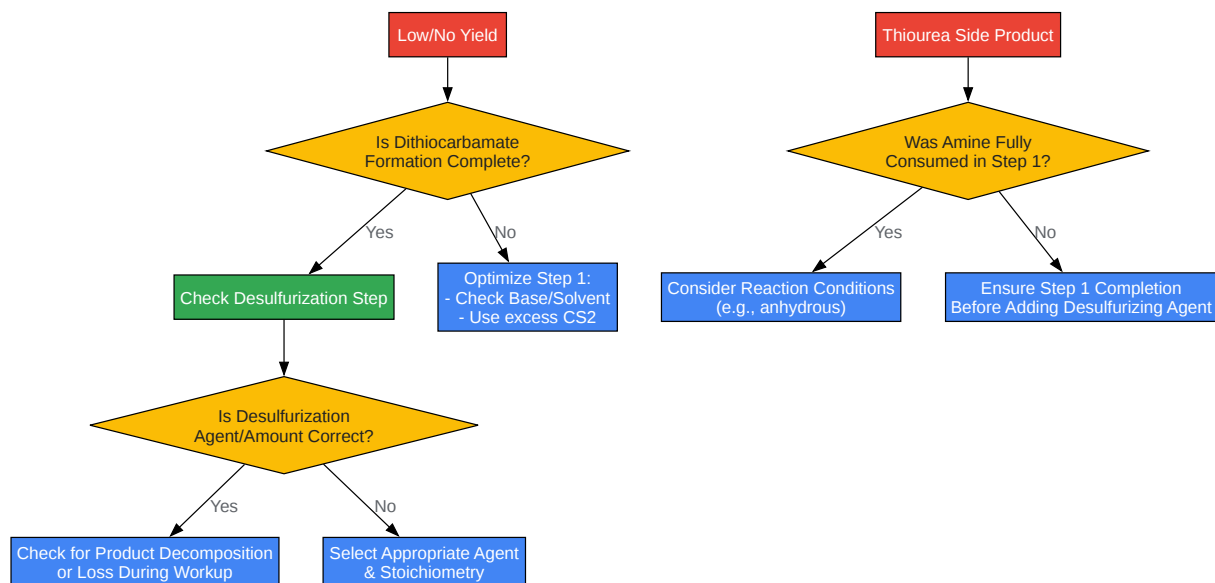 Low/No Yield
Thiourea Side Product
Is Dithiocarbamate
Formation Complete?
Was Amine Fully
Consumed in Step 1?
Yes
No
Yes
No
Check Desulfurization Step
Optimize Step 1:
- Check Base/Solvent
- Use excess CS2
Consider Reaction Conditions
(e.g., anhydrous)
Ensure Step 1 Completion
Before Adding Desulfurizing Agent
Is Desulfurization
Agent/Amount Correct?
Yes
No
Check for Product Decomposition
or Loss During Workup
Select Appropriate Agent
& Stoichiometry